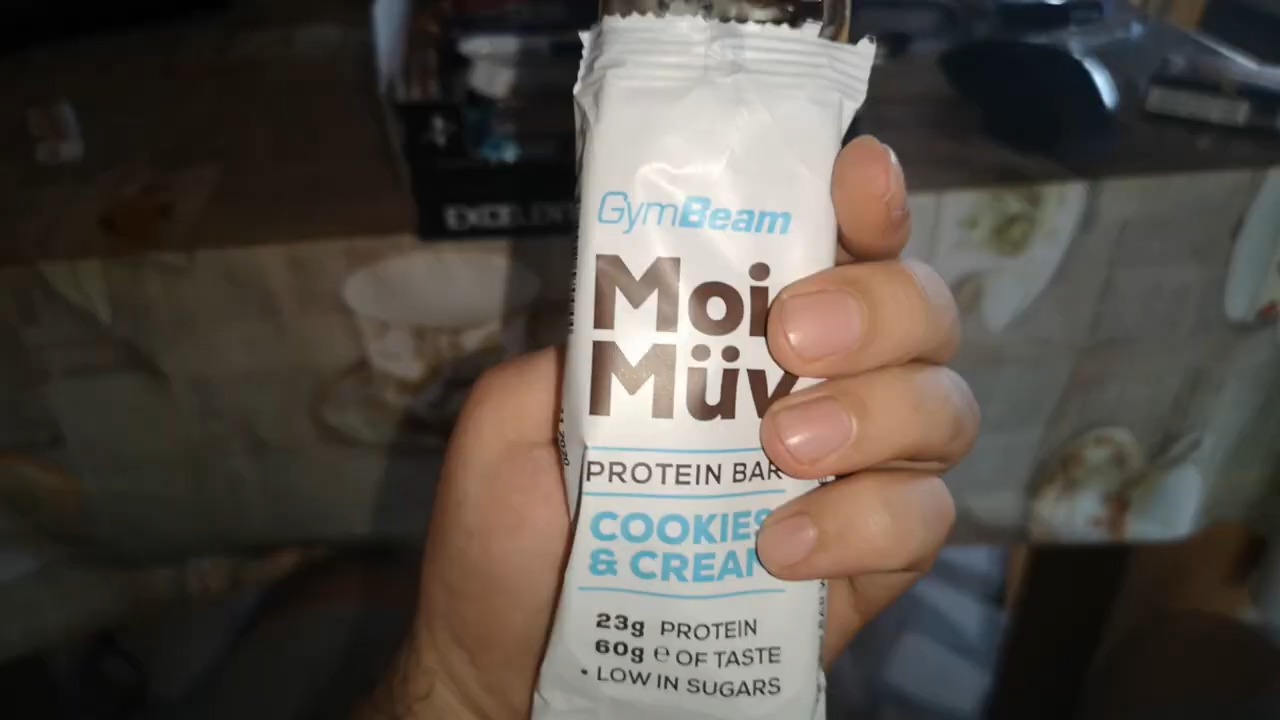 GymBeam
Moi
Müv
PROTEIN BAR
COOKIES
& CREAM
23g PROTEIN
60g ℮ OF TASTE
• LOW IN SUGARS